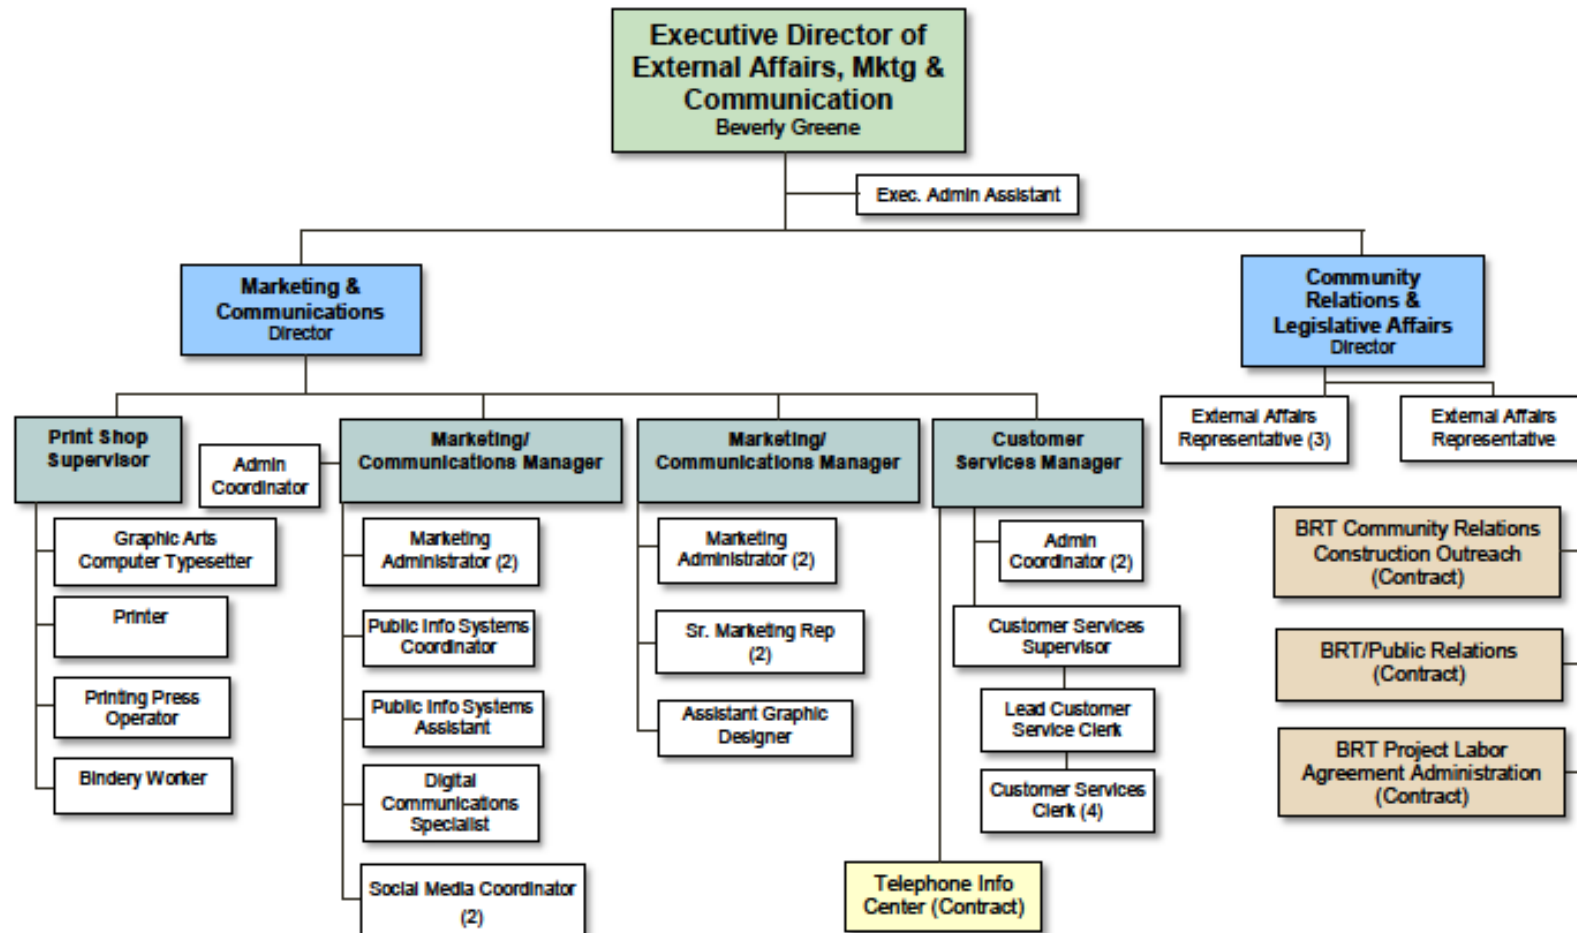 Executive Director of
External Affairs, Mktg &
Communication
Beverly Greene
Exec. Admin Assistant
Marketing &
Communications
Director
Community
Relations &
Legislative Affairs
Director
Print Shop
Supervisor
Admin
Coordinator
Marketing/
Communications Manager
Marketing/
Communications Manager
Customer
Services Manager
External Affairs
Representative (3)
External Affairs
Representative
Graphic Arts
Computer Typesetter
Printer
Printing Press
Operator
Bindery Worker
Marketing
Administrator (2)
Public Info Systems
Coordinator
Public Info Systems
Assistant
Digital
Communications
Specialist
Social Media Coordinator
(2)
Marketing
Administrator (2)
Sr. Marketing Rep
(2)
Assistant Graphic
Designer
Admin
Coordinator (2)
Customer Services
Supervisor
Lead Customer
Service Clerk
Customer Services
Clerk (4)
Telephone Info
Center (Contract)
BRT Community Relations
Construction Outreach
(Contract)
BRT/Public Relations
(Contract)
BRT Project Labor
Agreement Administration
(Contract)